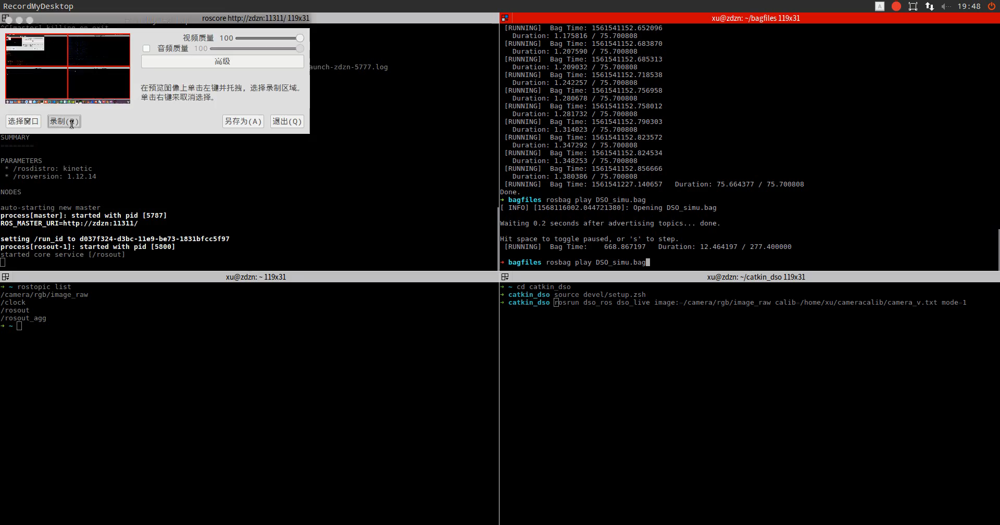 RecordMyDesktop
A
19:48
roscore http://zdzn:11311/ 119x31
^C[master] killing on exit
视频质量 100
音频质量 100
高级
aunch-zdzn-5777.log
在预览图像上单击左键并托拽，选择录制区域。
单击右键来取消选择。
选择窗口 录制(R) 另存为(A) 退出(Q)
SUMMARY
========
PARAMETERS
* /rosdistro: kinetic
* /rosversion: 1.12.14
NODES
auto-starting new master
process[master]: started with pid [5787]
ROS_MASTER_URI=http://zdzn:11311/
setting /run_id to d037f324-d3bc-11e9-be73-1831bfcc5f97
process[rosout-1]: started with pid [5800]
started core service [/rosout]
xu@zdzn: ~/bagfiles 119x31
[RUNNING]  Bag Time: 1561541152.652096
Duration: 1.175816 / 75.700808
[RUNNING]  Bag Time: 1561541152.683870
Duration: 1.207590 / 75.700808
[RUNNING]  Bag Time: 1561541152.685313
Duration: 1.209032 / 75.700808
[RUNNING]  Bag Time: 1561541152.718538
Duration: 1.242257 / 75.700808
[RUNNING]  Bag Time: 1561541152.756958
Duration: 1.280678 / 75.700808
[RUNNING]  Bag Time: 1561541152.758012
Duration: 1.281732 / 75.700808
[RUNNING]  Bag Time: 1561541152.790303
Duration: 1.314023 / 75.700808
[RUNNING]  Bag Time: 1561541152.823572
Duration: 1.347292 / 75.700808
[RUNNING]  Bag Time: 1561541152.824534
Duration: 1.348253 / 75.700808
[RUNNING]  Bag Time: 1561541152.856666
Duration: 1.380386 / 75.700808
[RUNNING]  Bag Time: 1561541227.140657   Duration: 75.664377 / 75.700808
Done.
➜ bagfiles rosbag play DSO_simu.bag
[ INFO] [1568116002.044721380]: Opening DSO_simu.bag
Waiting 0.2 seconds after advertising topics... done.
Hit space to toggle paused, or 's' to step.
[RUNNING]  Bag Time:    668.867197   Duration: 12.464197 / 277.400000
➜ bagfiles rosbag play DSO_simu.bag
xu@zdzn: ~ 119x31
➜ ~ rostopic list
/camera/rgb/image_raw
/clock
/rosout
/rosout_agg
➜ ~
xu@zdzn: ~/catkin_dso 119x31
➜ ~ cd catkin_dso
➜ catkin_dso source devel/setup.zsh
➜ catkin_dso rosrun dso_ros dso_live image:=/camera/rgb/image_raw calib=/home/xu/cameracalib/camera_v.txt mode=1